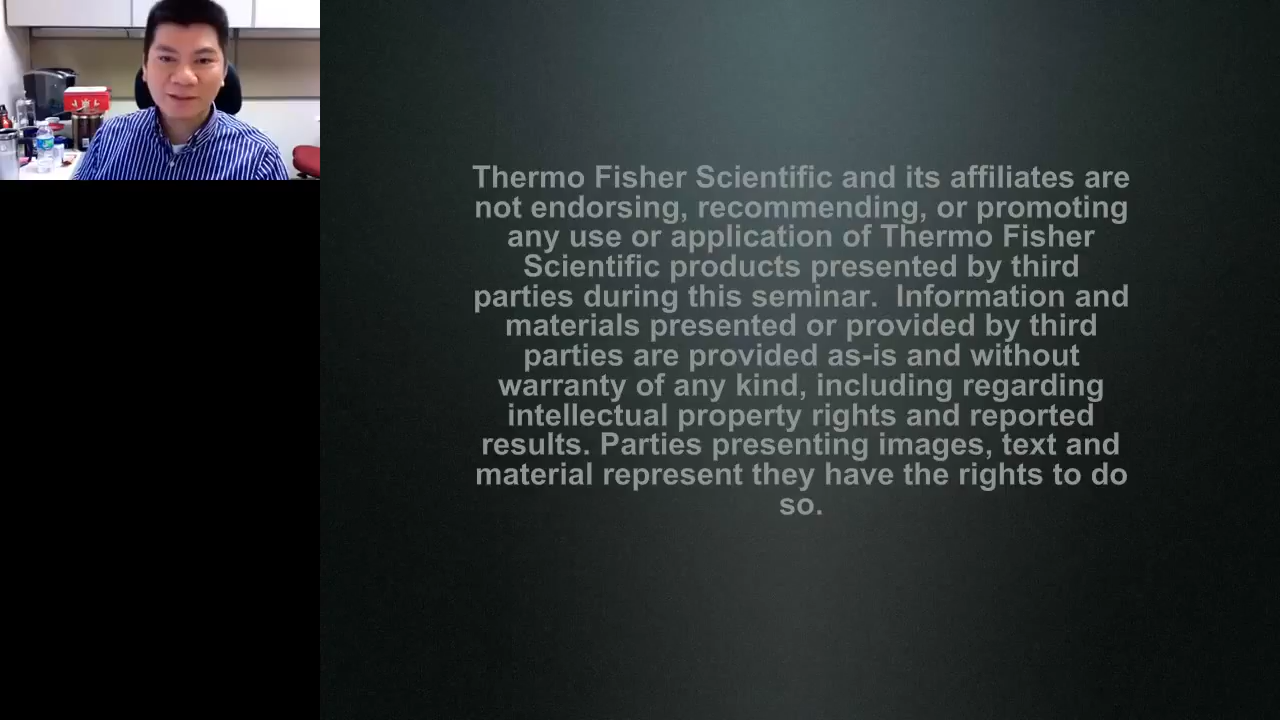 Thermo Fisher Scientific and its affiliates are
not endorsing, recommending, or promoting
any use or application of Thermo Fisher
Scientific products presented by third
parties during this seminar.  Information and
materials presented or provided by third
parties are provided as-is and without
warranty of any kind, including regarding
intellectual property rights and reported
results. Parties presenting images, text and
material represent they have the rights to do
so.